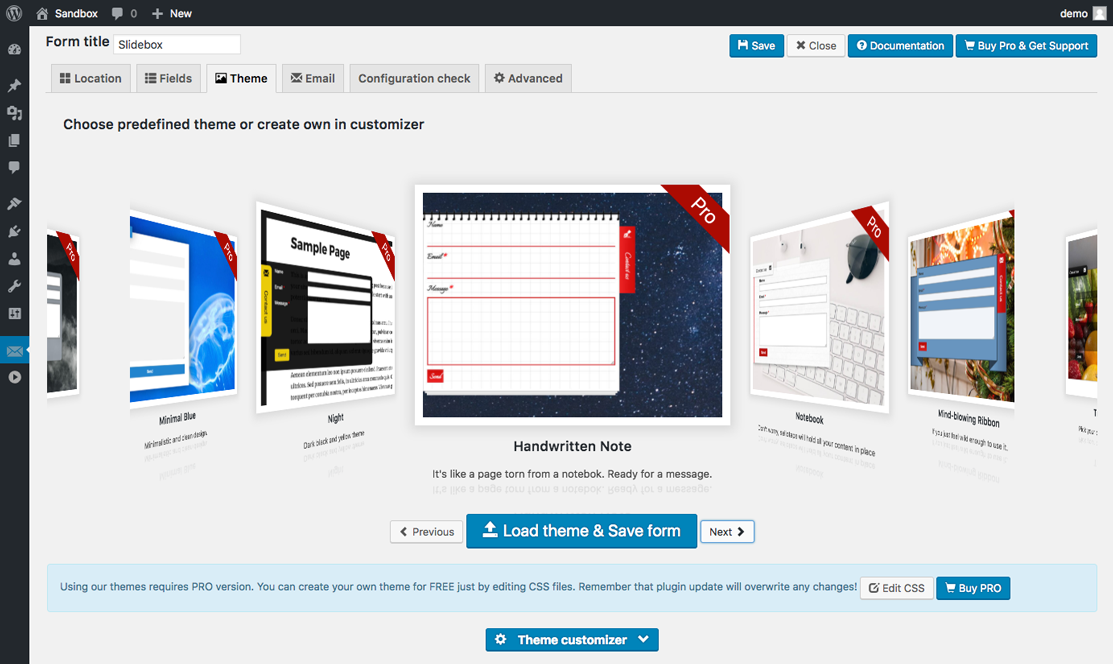 Sandbox 0 New demo
Form title Slidebox Save Close Documentation Buy Pro & Get Support
Location Fields Theme Email Configuration check Advanced
Choose predefined theme or create own in customizer
Pro
Pro
Pro
Pro
Pro
Sample Page
Name
Email
Message
Contact us
Send
Name
Email*
Message*
Contact us
Send
Contact us
Minimal Blue
Minimalistic and clean design.
Night
Dark black and yellow theme
Handwritten Note
It's like a page torn from a notebok. Ready for a message.
Notebook
Don't worry, sellotape will hold all your content in place
Mind-blowing Ribbon
If you just feel wild enough to use it.
Previous Load theme & Save form Next
Using our themes requires PRO version. You can create your own theme for FREE just by editing CSS files. Remember that plugin update will overwrite any changes! Edit CSS Buy PRO
Theme customizer